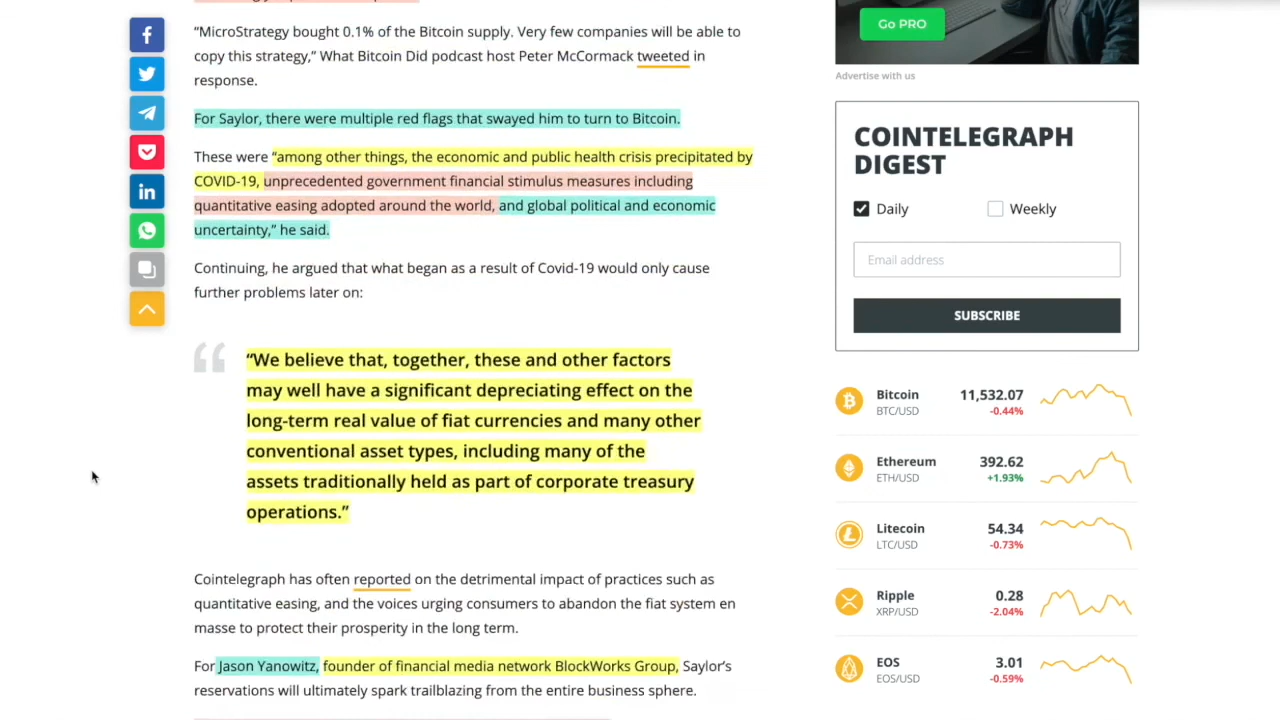 “MicroStrategy bought 0.1% of the Bitcoin supply. Very few companies will be able to
copy this strategy,” What Bitcoin Did podcast host Peter McCormack tweeted in
response.
For Saylor, there were multiple red flags that swayed him to turn to Bitcoin.
These were “among other things, the economic and public health crisis precipitated by
COVID-19, unprecedented government financial stimulus measures including
quantitative easing adopted around the world, and global political and economic
uncertainty,” he said.
Continuing, he argued that what began as a result of Covid-19 would only cause
further problems later on:
“We believe that, together, these and other factors
may well have a significant depreciating effect on the
long-term real value of fiat currencies and many other
conventional asset types, including many of the
assets traditionally held as part of corporate treasury
operations.”
Cointelegraph has often reported on the detrimental impact of practices such as
quantitative easing, and the voices urging consumers to abandon the fiat system en
masse to protect their prosperity in the long term.
For Jason Yanowitz, founder of financial media network BlockWorks Group, Saylor’s
reservations will ultimately spark trailblazing from the entire business sphere.
Go PRO
Advertise with us
COINTELEGRAPH
DIGEST
Daily Weekly
Email address
SUBSCRIBE
Bitcoin 11,532.07
BTC/USD -0.44%
Ethereum 392.62
ETH/USD +1.93%
Litecoin 54.34
LTC/USD -0.73%
Ripple 0.28
XRP/USD -2.04%
EOS 3.01
EOS/USD -0.59%